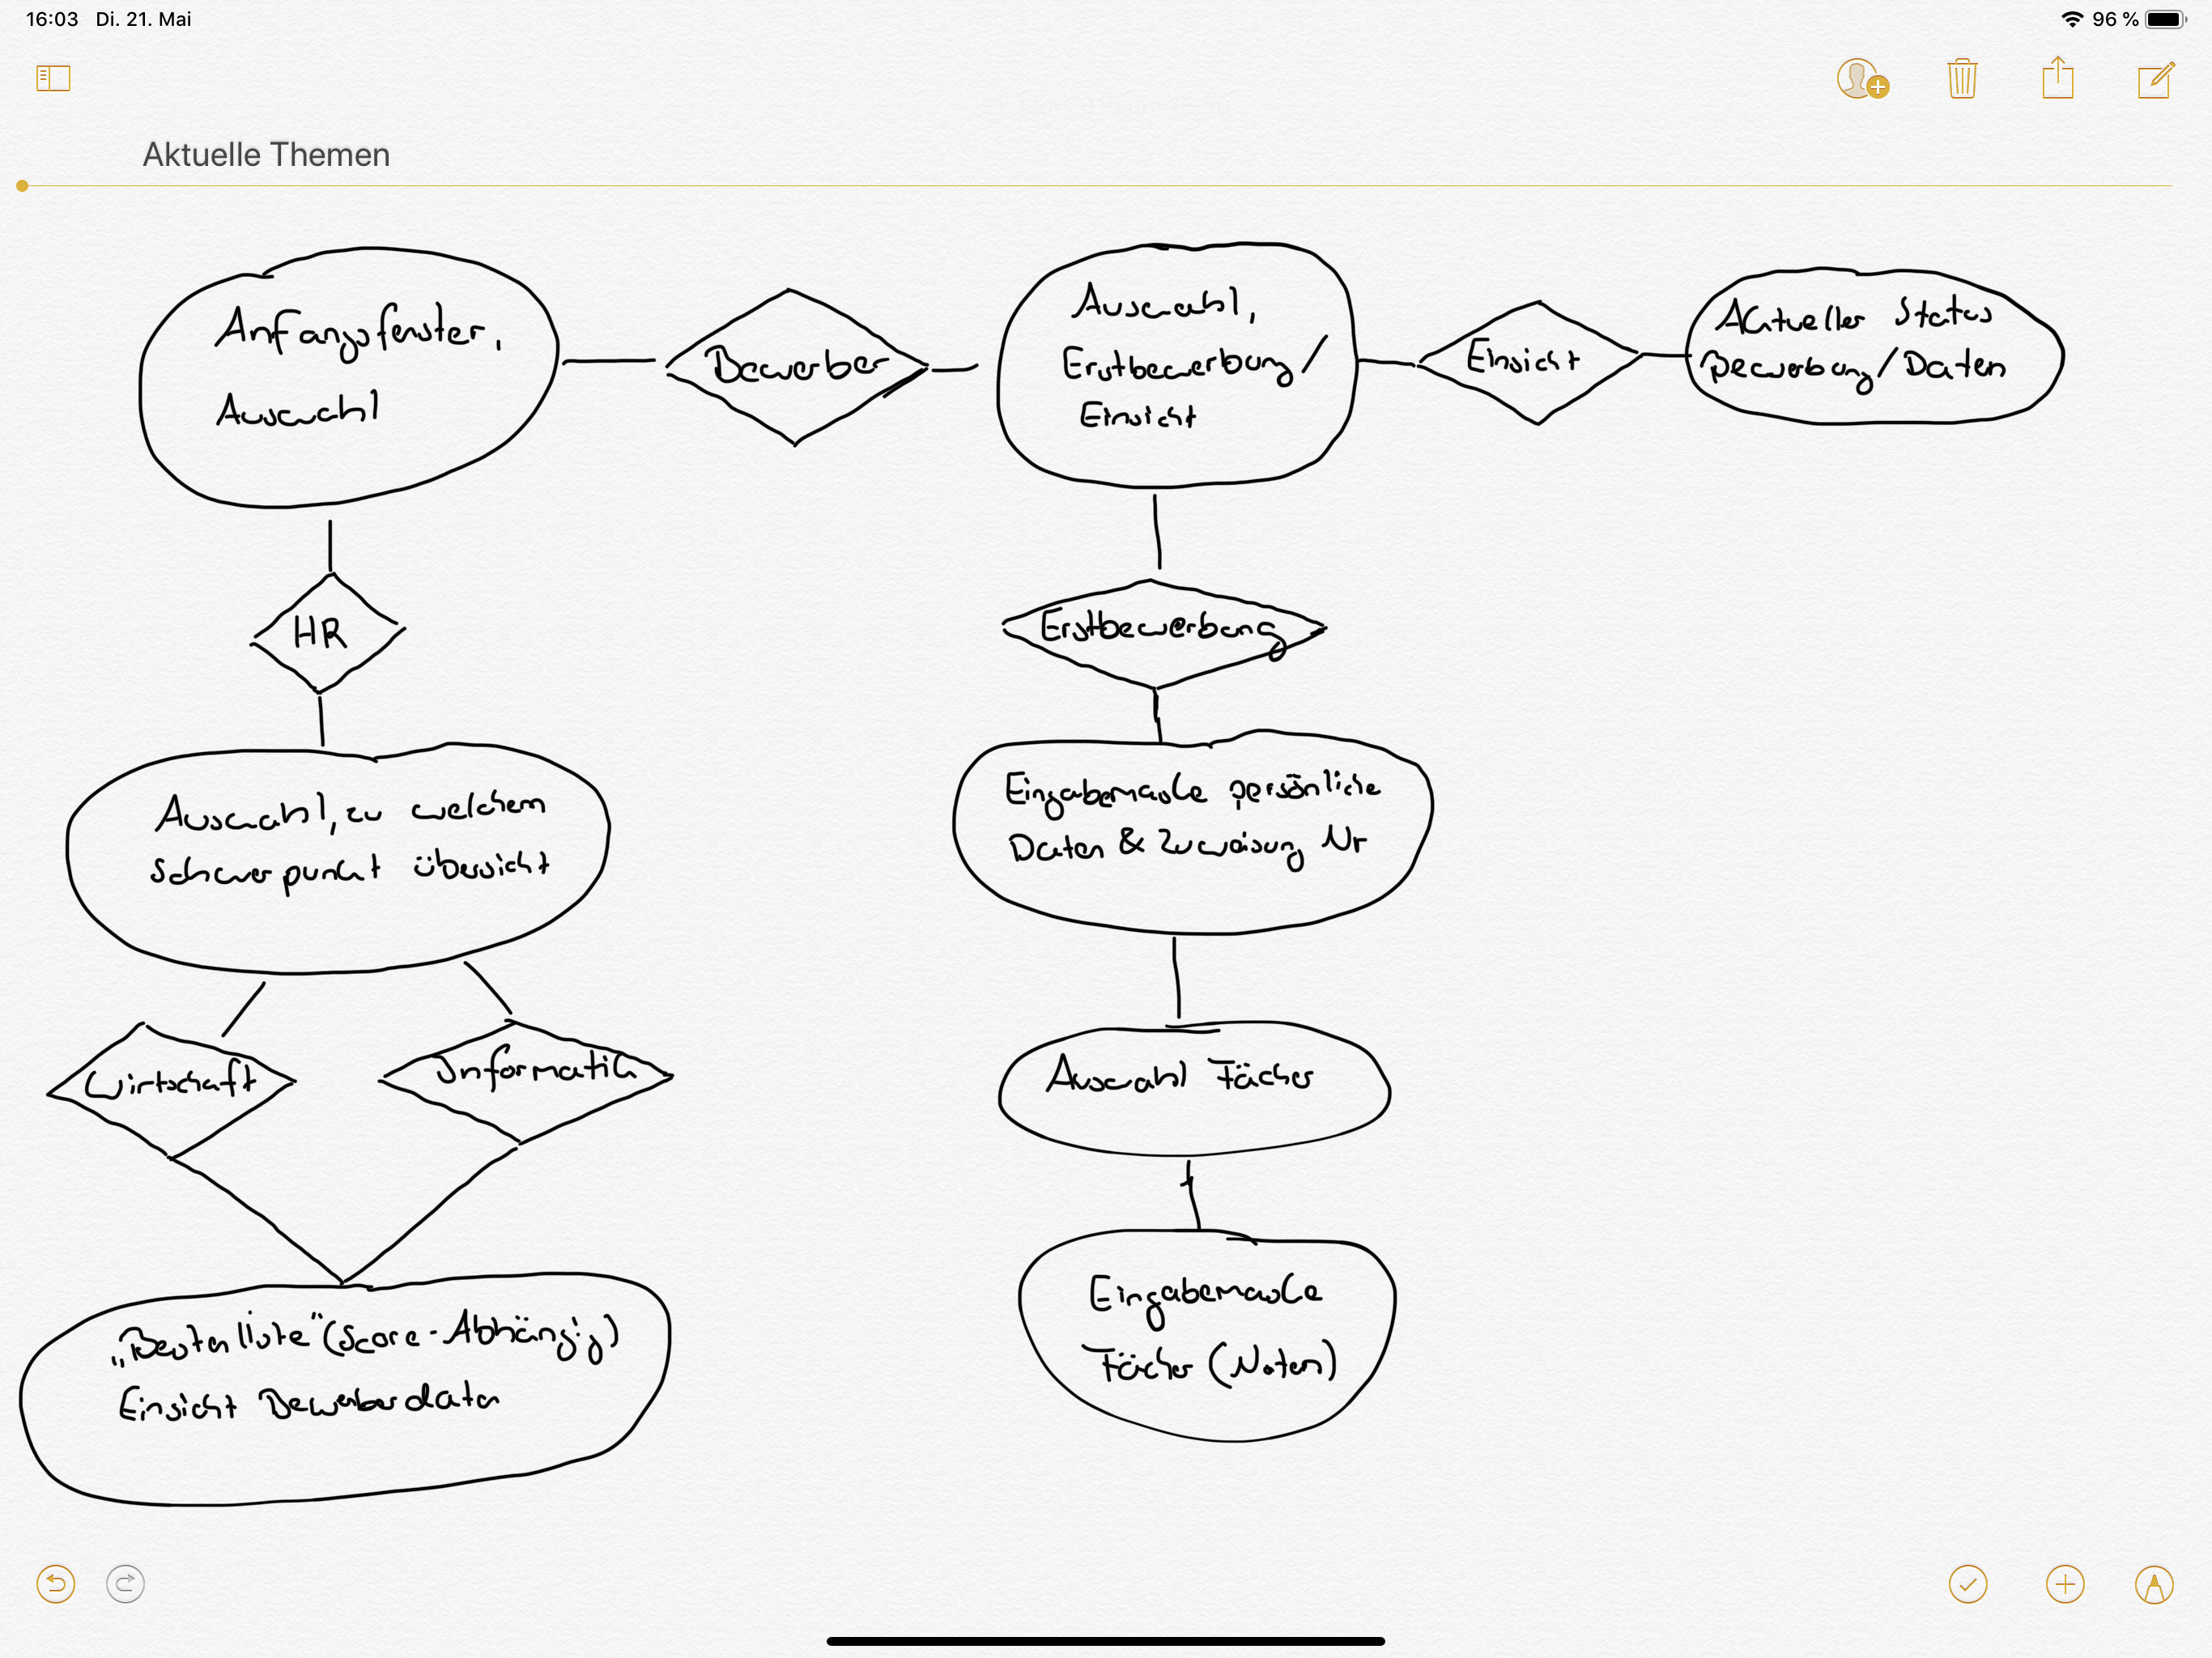 16:03 Di. 21. Mai
96 %
Aktuelle Themen
Anfangsfenster,
Auswahl
Bewerber
Auswahl,
Erstbewerbung/
Einsicht
Einsicht
Aktueller Status
Bewerbung/Daten
HR
Erstbewerbung
Auswahl, zu welchem
Schwerpunkt übersicht
Eingabemaske persönliche
Daten & Zuweisung Nr
Wirtschaft
Informatik
Auswahl Fächer
„Bestenliste" (Score-Abhängig)
Einsicht Bewerberdaten
Eingabemaske
Fächer (Noten)